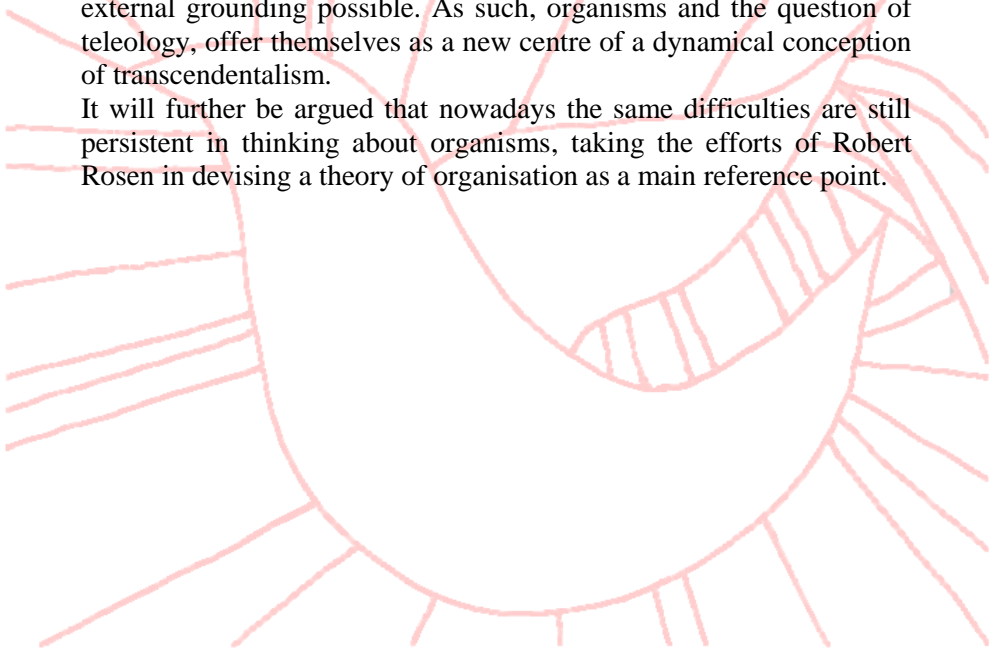 external grounding possible. As such, organisms and the question of
teleology, offer themselves as a new centre of a dynamical conception
of transcendentalism.
It will further be argued that nowadays the same difficulties are still
persistent in thinking about organisms, taking the efforts of Robert
Rosen in devising a theory of organisation as a main reference point.